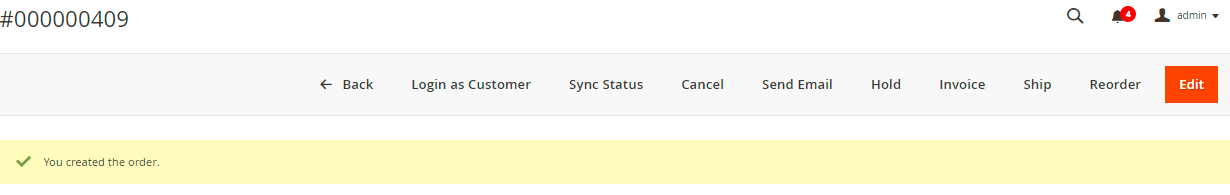 #000000409
4
admin
Back Login as Customer Sync Status Cancel Send Email Hold Invoice Ship Reorder Edit
You created the order.